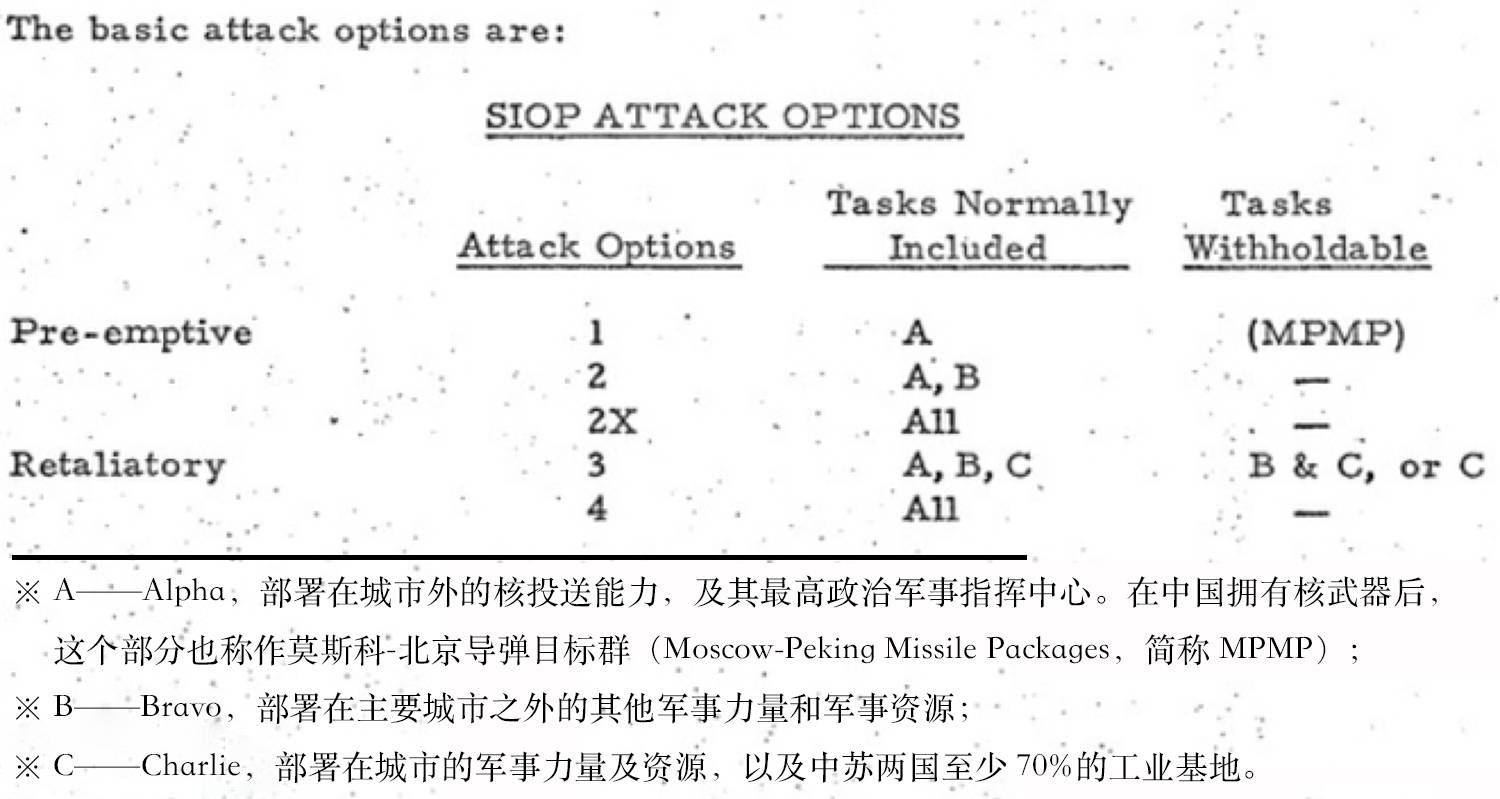 The basic attack options are:
SIOP ATTACK OPTIONS
Tasks Normally Tasks
Attack Options Included Withholdable
Pre-emptive 1 A (MPMP)
2 A, B —
2X All —
Retaliatory 3 A, B, C B & C, or C
4 All —
※ A——Alpha，部署在城市外的核投送能力，及其最高政治军事指挥中心。在中国拥有核武器后，
这个部分也称作莫斯科-北京导弹目标群（Moscow-Peking Missile Packages，简称 MPMP）；
※ B——Bravo，部署在主要城市之外的其他军事力量和军事资源；
※ C——Charlie，部署在城市的军事力量及资源，以及中苏两国至少 70%的工业基地。